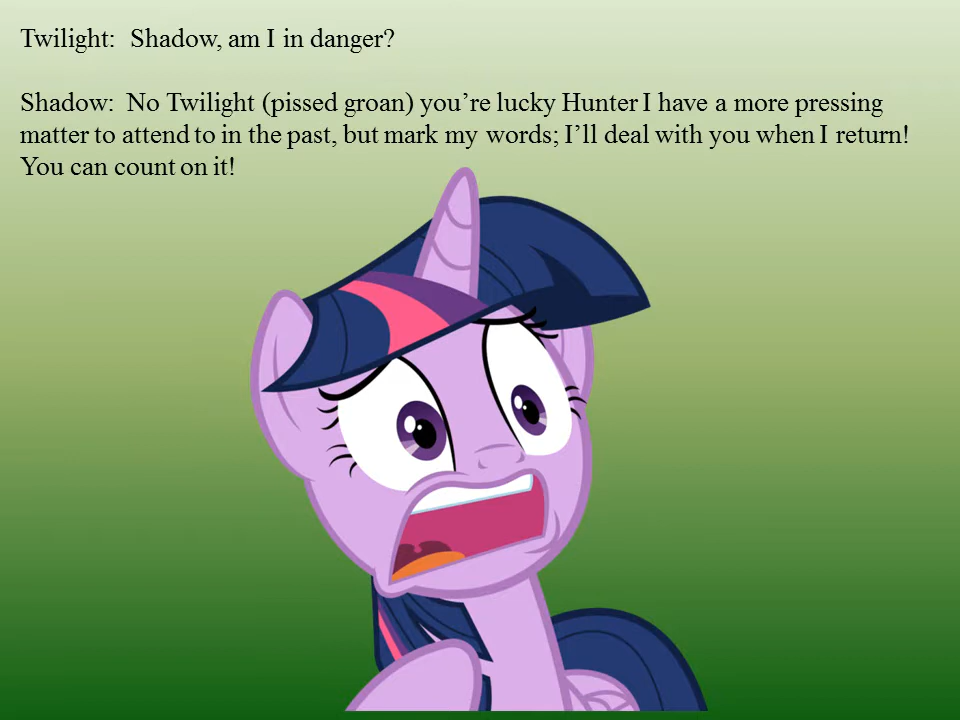 Twilight:  Shadow, am I in danger?
Shadow:  No Twilight (pissed groan) you’re lucky Hunter I have a more pressing
matter to attend to in the past, but mark my words; I’ll deal with you when I return!
You can count on it!